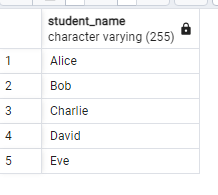 student_name
character varying (255)
1 Alice
2 Bob
3 Charlie
4 David
5 Eve